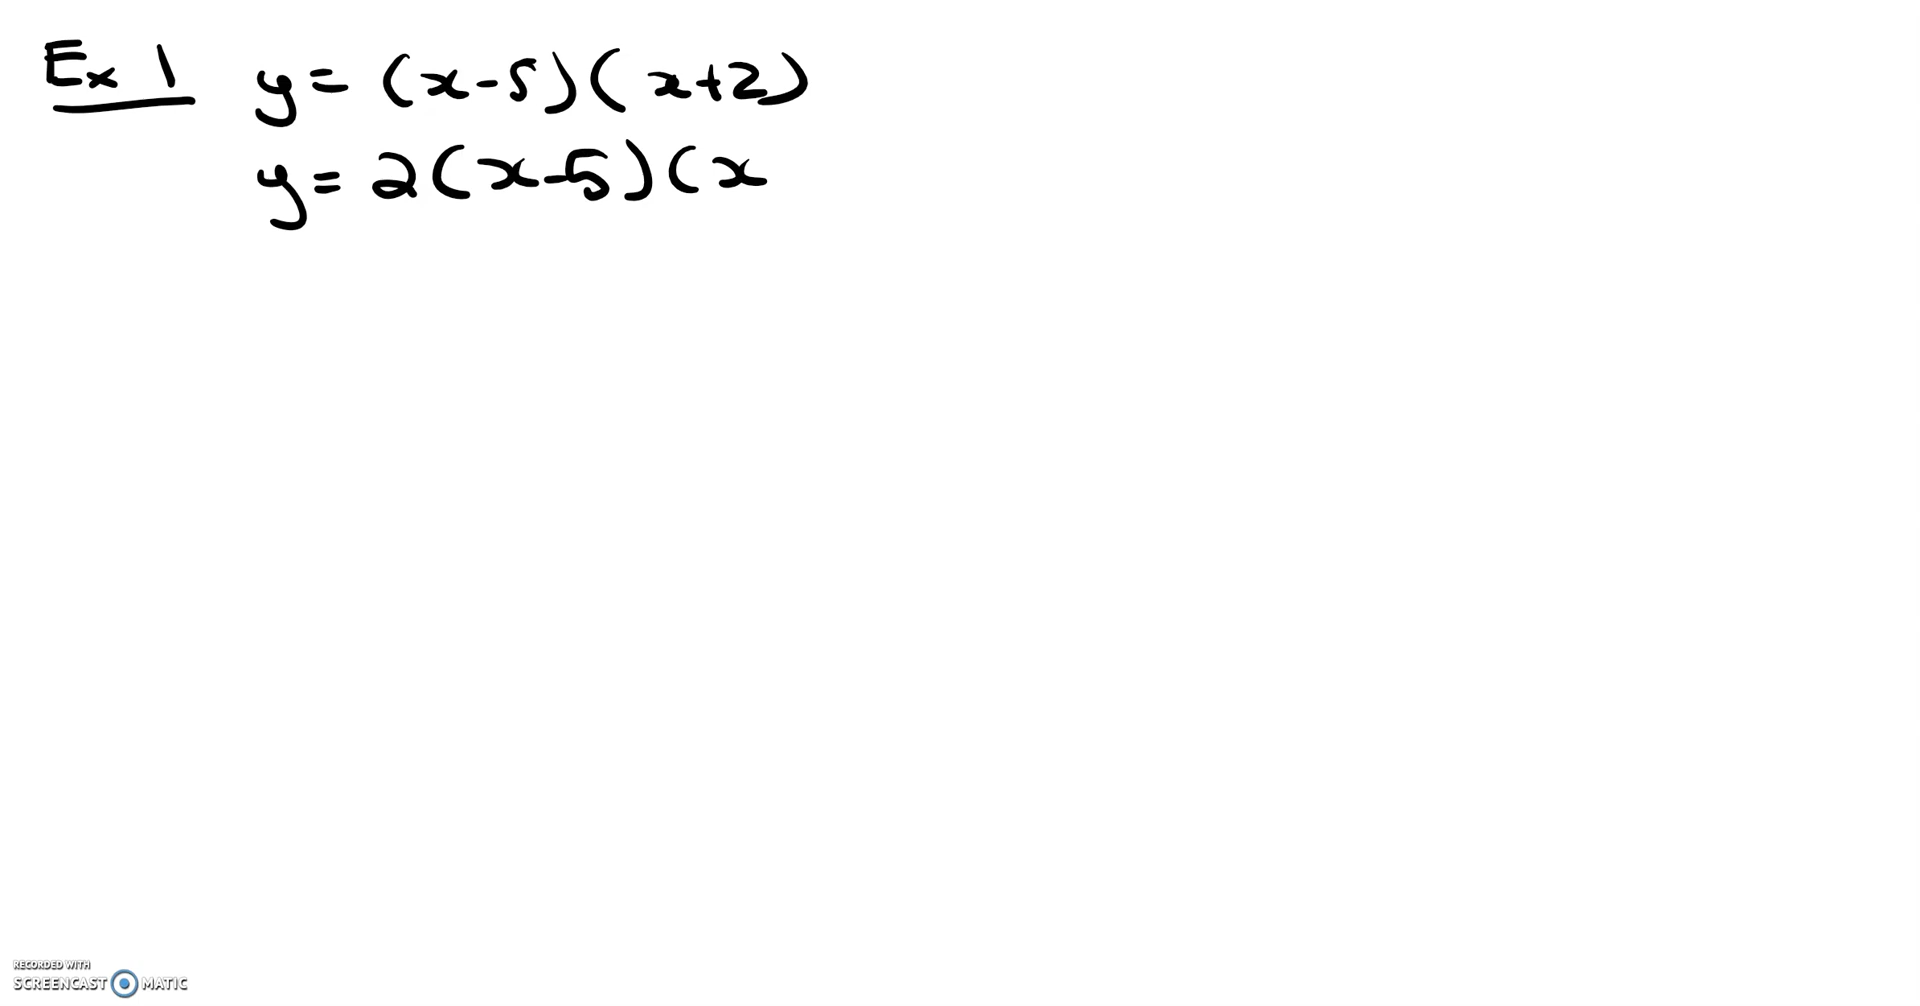 Ex 1 y = (x-5)(x+2)
y = 2(x-5)(x
RECORDED WITH
SCREENCAST MATIC